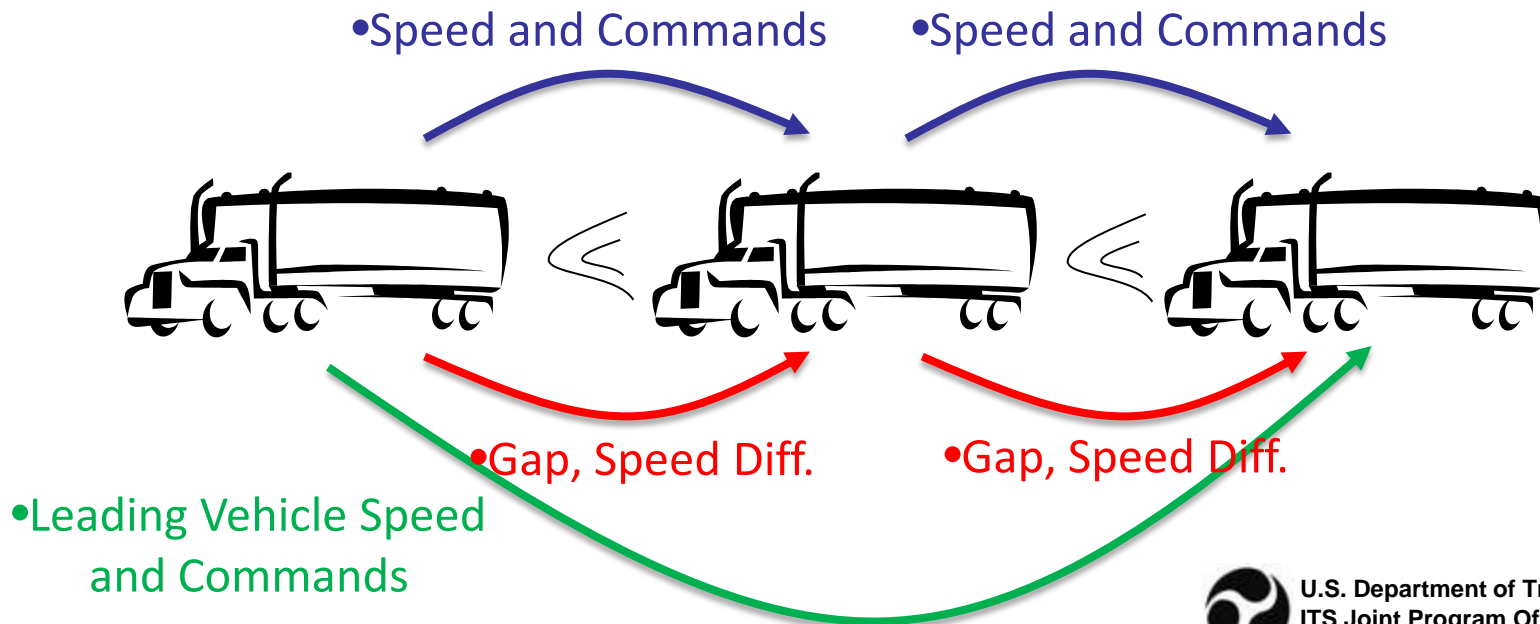 •Speed and Commands
•Speed and Commands
•Gap, Speed Diff.
•Gap, Speed Diff.
•Leading Vehicle Speed
and Commands
U.S. Department of
ITS Joint Program